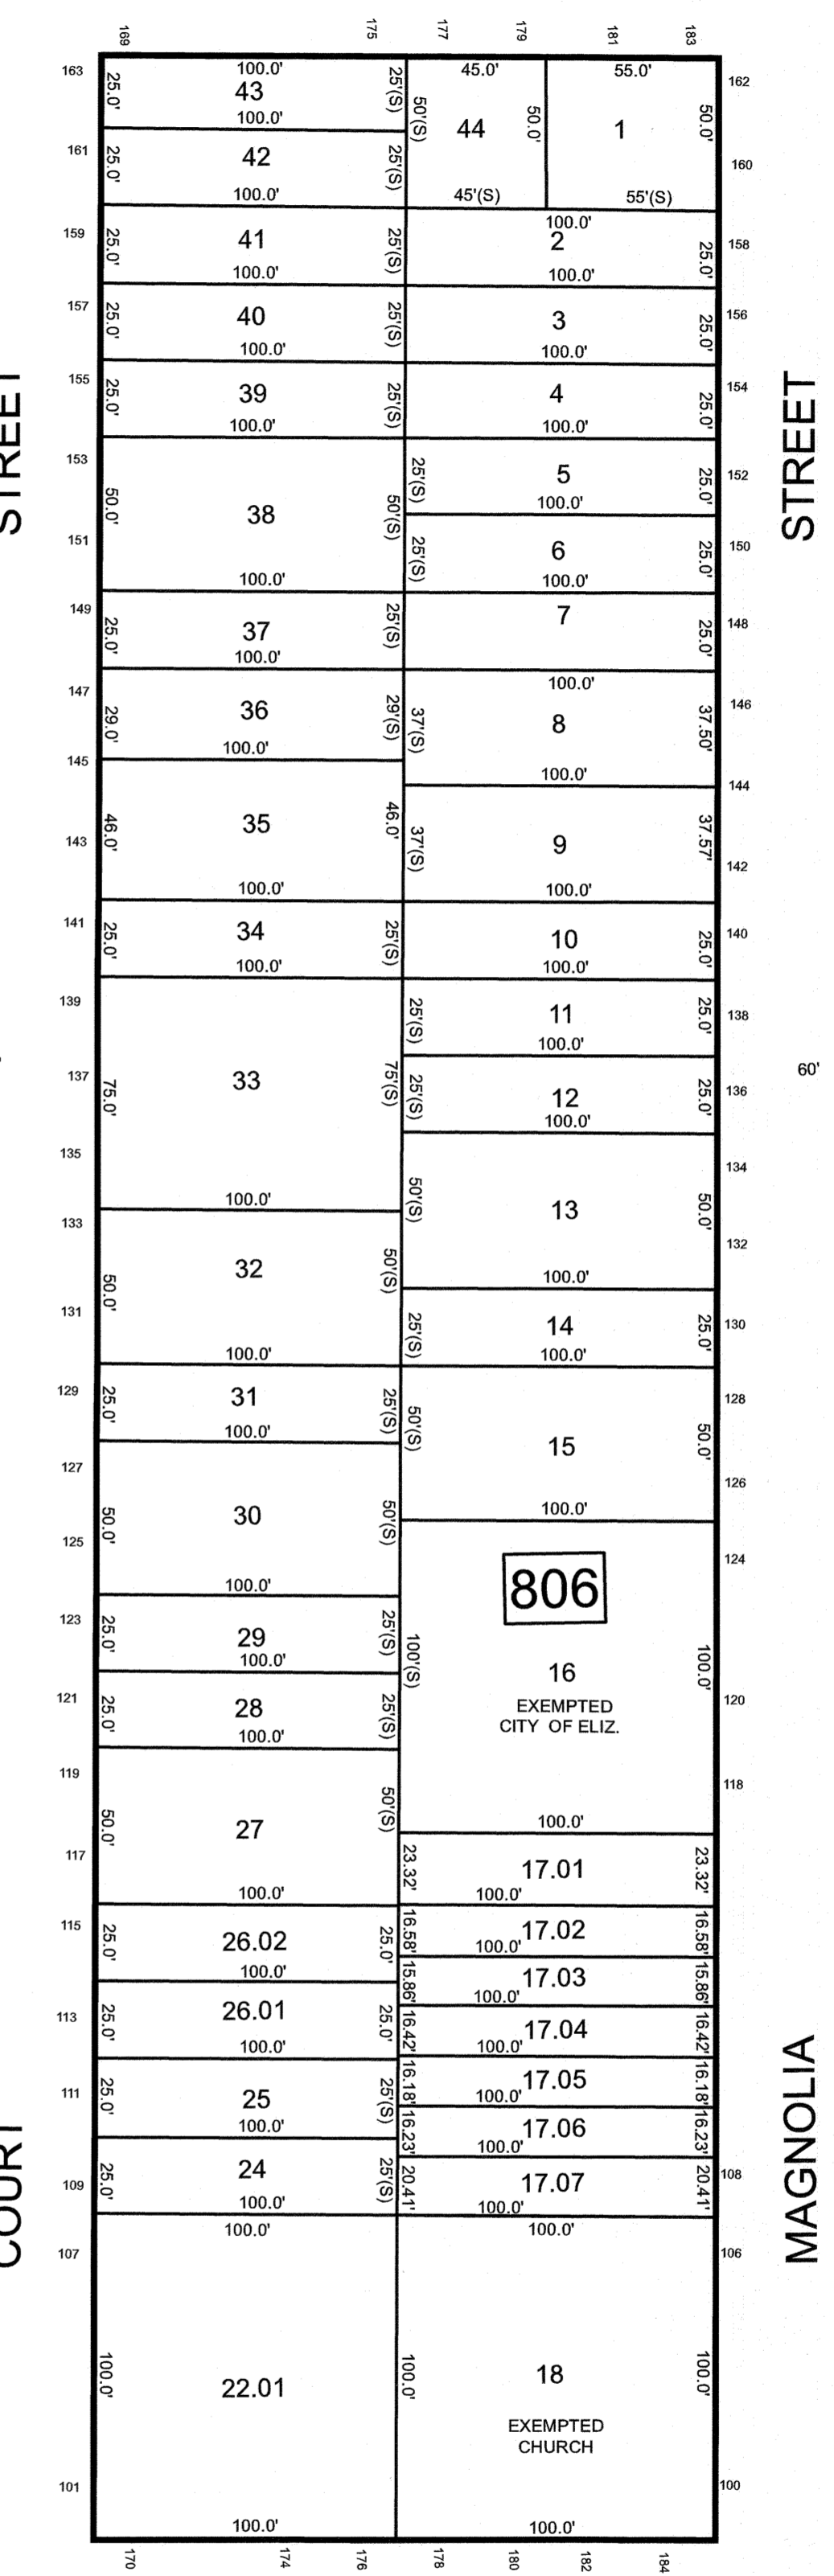 169 175 177 179 181 183
163 25.0' 100.0' 43 100.0' 25'(S) 50'(S) 45.0' 44 45'(S) 50.0' 55.0' 1 55'(S) 50.0' 162
161 25.0' 42 100.0' 25'(S) 160
159 25.0' 41 100.0' 25'(S) 100.0' 2 100.0' 25.0' 158
157 25.0' 40 100.0' 25'(S) 3 100.0' 25.0' 156
155 25.0' 39 100.0' 25'(S) 4 100.0' 25.0' 154
STREET
STREET
153 25'(S) 5 100.0' 25.0' 152
50.0' 38 50'(S)
151 100.0' 25'(S) 6 100.0' 25.0' 150
149 25.0' 37 100.0' 25'(S) 7 25.0' 148
147 29.0' 36 100.0' 29'(S) 37'(S) 100.0' 8 100.0' 37.50' 146
145 144
143 46.0' 35 100.0' 46.0' 37'(S) 9 100.0' 37.57' 142
141 25.0' 34 100.0' 25'(S) 10 100.0' 25.0' 140
139 25'(S) 11 100.0' 25.0' 138
137 75.0' 33 75'(S) 25'(S) 12 100.0' 25.0' 136
60'
135 100.0' 134
133 50'(S) 13 100.0' 50.0' 132
50.0' 32 50'(S)
131 100.0' 25'(S) 14 100.0' 25.0' 130
129 25.0' 31 100.0' 25'(S) 50'(S) 15 50.0' 128
127 100.0' 126
50.0' 30 50'(S)
125 100.0' 806 124
123 25.0' 29 100.0' 25'(S) 100'(S) 16 100.0'
121 25.0' 28 100.0' 25'(S) EXEMPTED 120
CITY OF ELIZ.
119 50'(S) 118
50.0' 27 100.0'
117 100.0' 23.32' 17.01 100.0' 23.32'
115 25.0' 26.02 100.0' 25.0' 16.58' 17.02 100.0' 16.58'
15.86' 17.03 100.0' 15.86'
113 25.0' 26.01 100.0' 25.0' 16.42' 17.04 100.0' 16.42'
111 25.0' 25 100.0' 25'(S) 16.18' 17.05 100.0' 16.18'
16.23' 17.06 100.0' 16.23'
109 25.0' 24 100.0' 25'(S) 20.41' 17.07 100.0' 20.41' 108
COURT
MAGNOLIA
107 100.0' 100.0' 106
100.0' 22.01 100.0' 18 100.0'
EXEMPTED
CHURCH
101 100.0' 100.0' 100
170 174 176 178 180 182 184